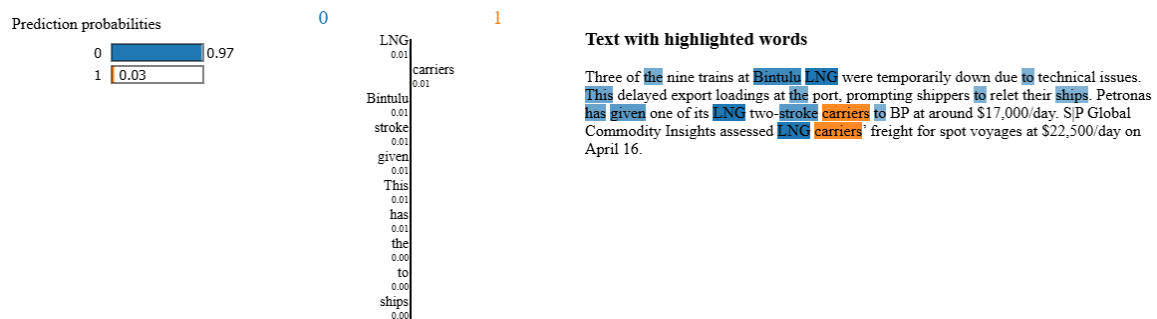 Prediction probabilities
0 0.97
1 0.03
0 1
LNG
0.01
carriers
0.01
Bintulu
0.01
stroke
0.01
given
0.01
This
0.01
has
0.01
the
0.00
to
0.00
ships
0.00
Text with highlighted words
Three of the nine trains at Bintulu LNG were temporarily down due to technical issues.
This delayed export loadings at the port, prompting shippers to relet their ships. Petronas
has given one of its LNG two-stroke carriers to BP at around $17,000/day. S|P Global
Commodity Insights assessed LNG carriers’ freight for spot voyages at $22,500/day on
April 16.